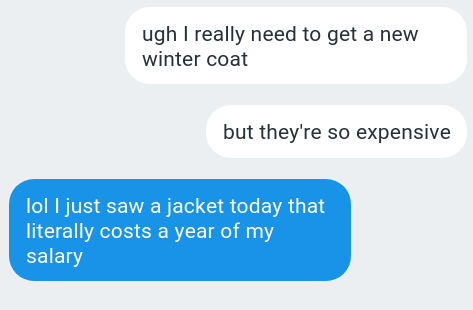 ugh I really need to get a new
winter coat
but they're so expensive
lol I just saw a jacket today that
literally costs a year of my
salary